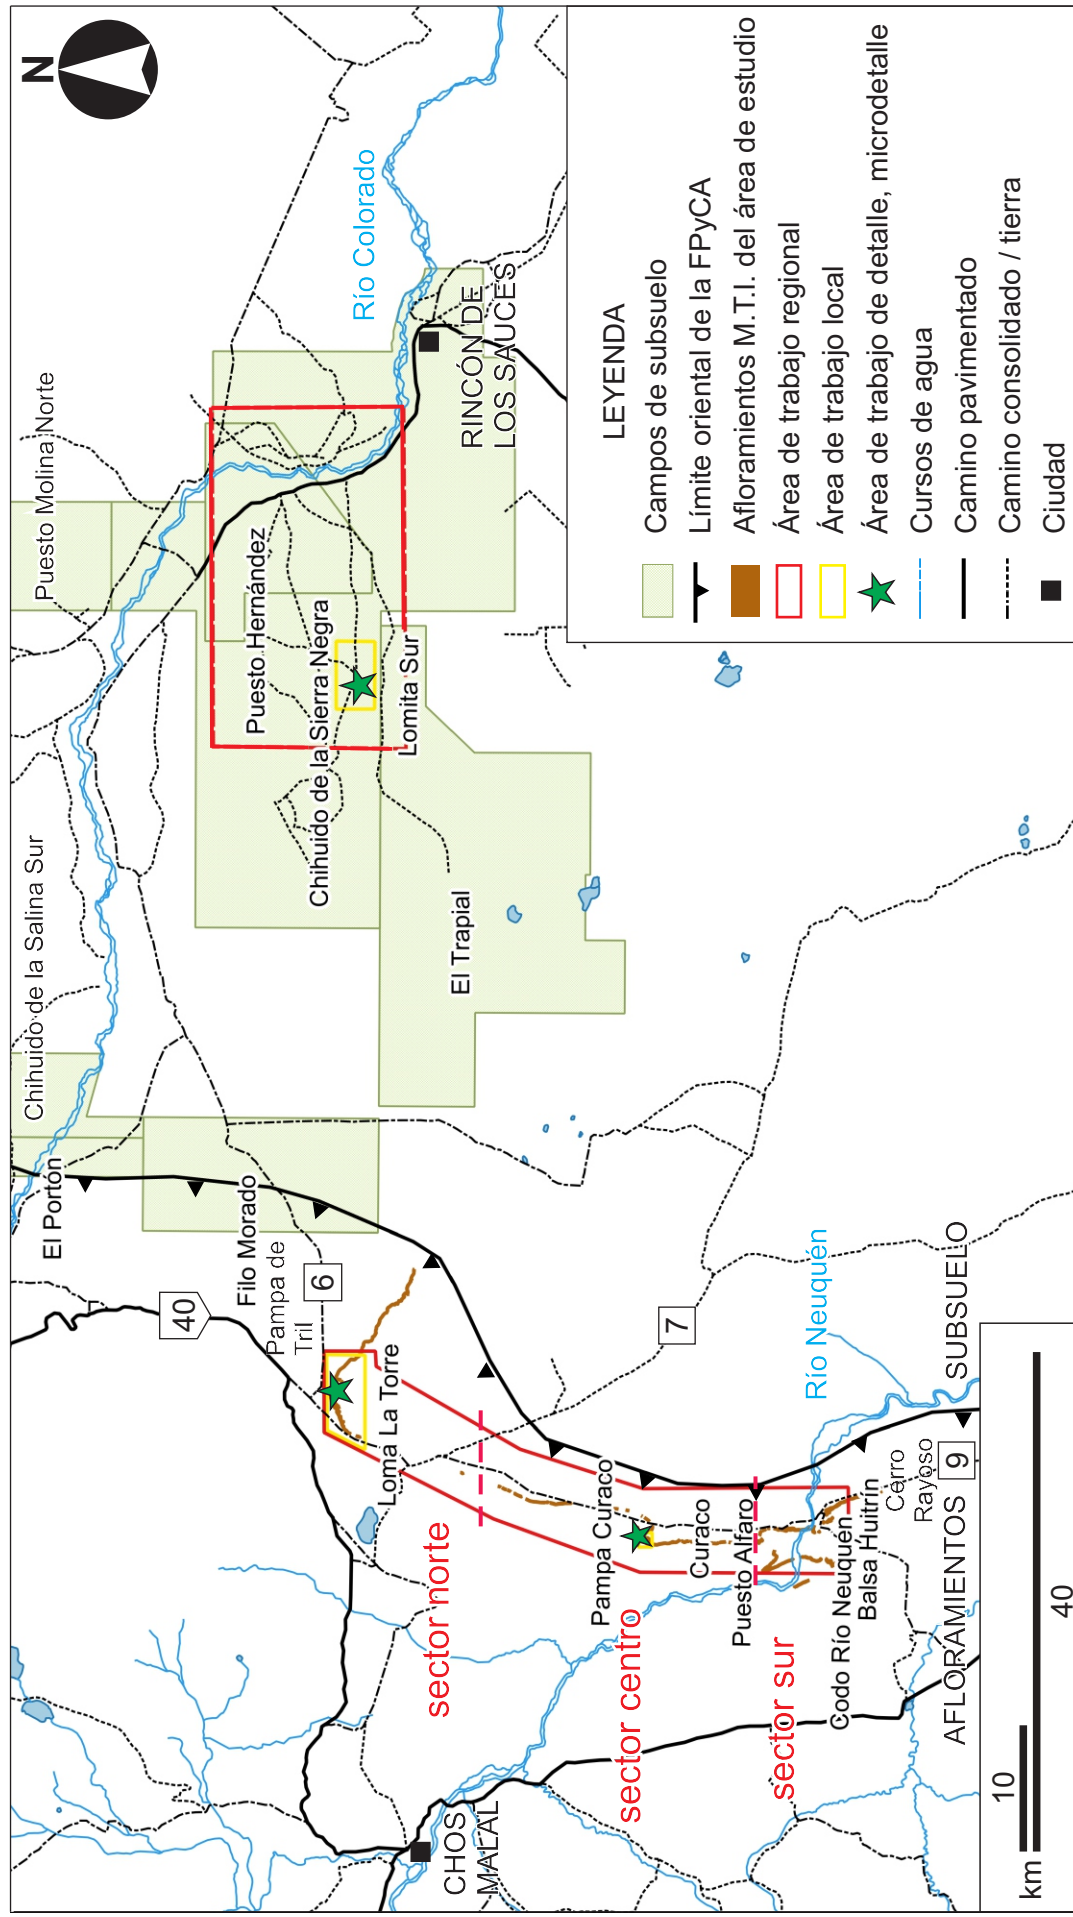 N
Chihuido de la Salina Sur
Puesto Molina Norte
El Portón
Filo Morado
40
Pampa de
Tril
6
Loma La Torre
Puesto Hernández
Chihuido de la Sierra Negra
Lomita Sur
El Trapial
Río Colorado
RINCÓN DE
LOS SAUCES
sector norte
CHOS
MALAL
Pampa Curaco
Curaco
sector centro
7
Puesto Alfaro
sector sur
Río Neuquén
Codo Río Neuquén
Balsa Huitrin
Cerro
Rayoso
9
AFLORAMIENTOS
SUBSUELO
10
40
km
LEYENDA
Campos de subsuelo
Límite oriental de la FPyCA
Afloramientos M.T.I. del área de estudio
Área de trabajo regional
Área de trabajo local
Área de trabajo de detalle, microdetalle
Cursos de agua
Camino pavimentado
Camino consolidado / tierra
Ciudad